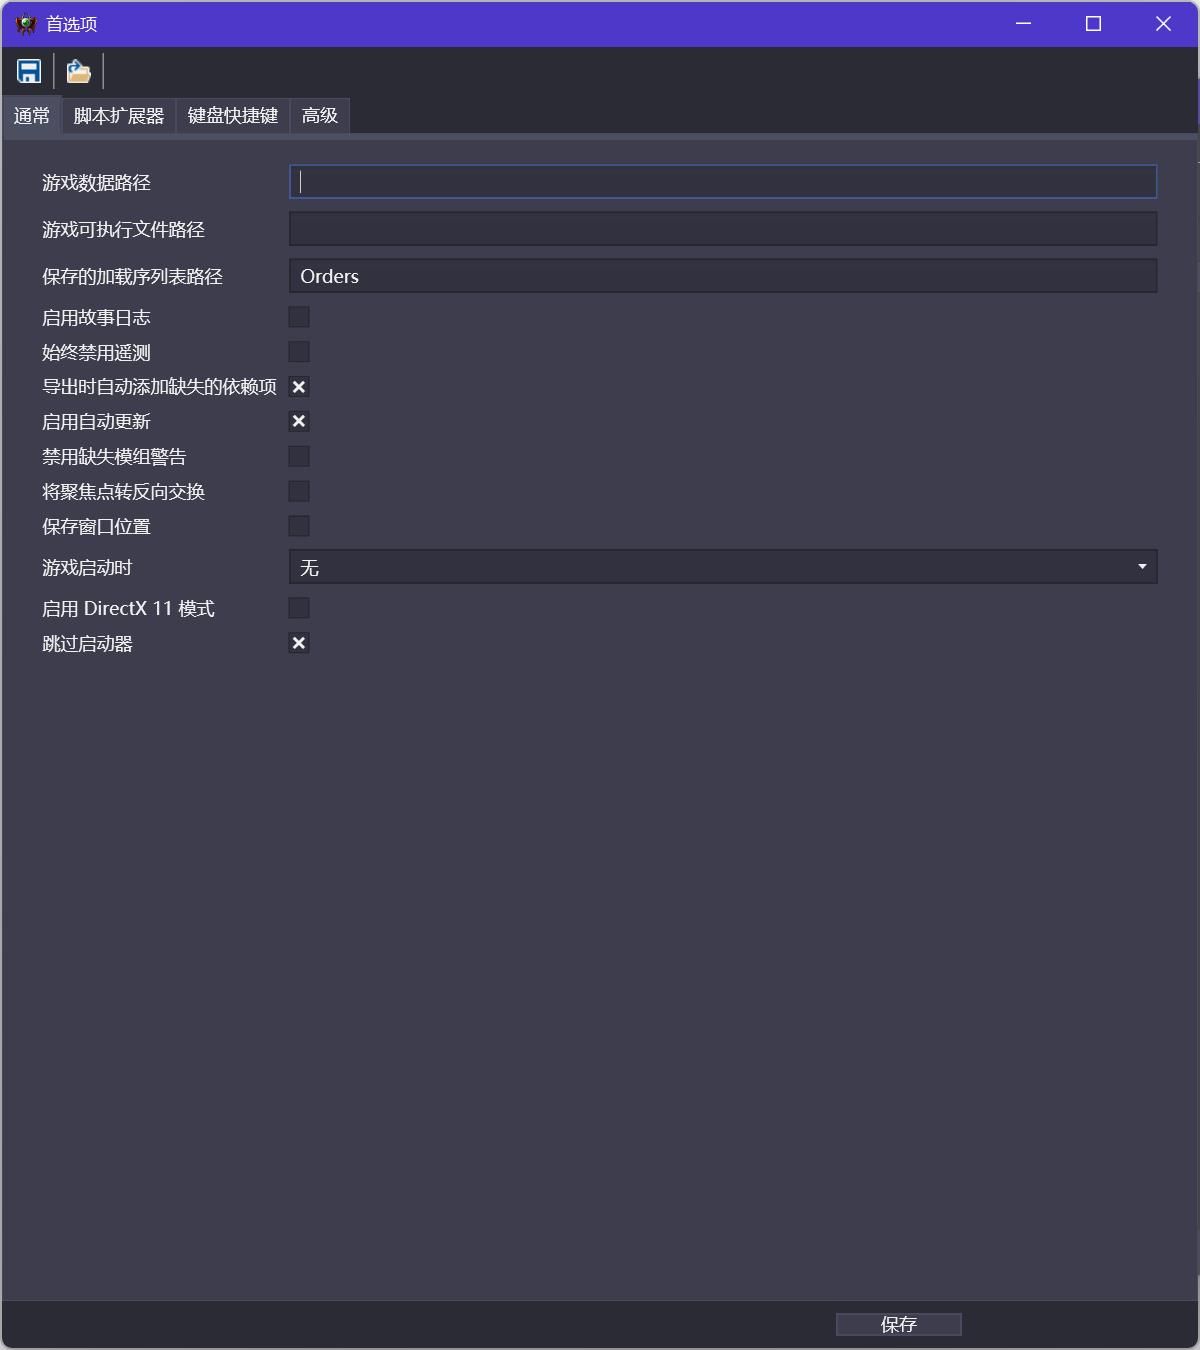 首选项
通常 脚本扩展器 键盘快捷键 高级
游戏数据路径
游戏可执行文件路径
保存的加载序列表路径 Orders
启用故事日志
始终禁用遥测
导出时自动添加缺失的依赖项
启用自动更新
禁用缺失模组警告
将聚焦点转反向交换
保存窗口位置
游戏启动时 无
启用 DirectX 11 模式
跳过启动器
保存